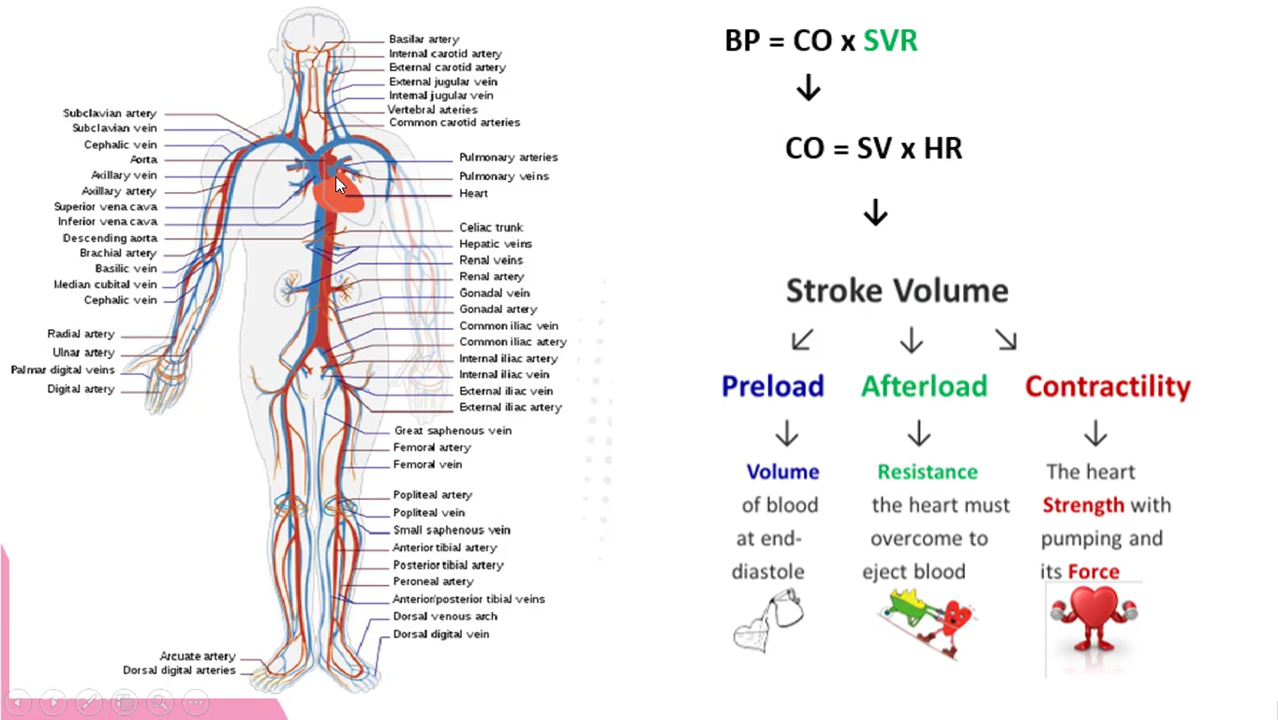 Basilar artery
Internal carotid artery
External carotid artery
External jugular vein
Internal jugular vein
Vertebral arteries
Common carotid arteries
Subclavian artery
Subclavian vein
Cephalic vein
Aorta
Axillary vein
Axillary artery
Superior vena cava
Inferior vena cava
Descending aorta
Brachial artery
Basilic vein
Median cubital vein
Cephalic vein
Radial artery
Ulnar artery
Palmar digital veins
Digital artery
Pulmonary arteries
Pulmonary veins
Heart
Celiac trunk
Hepatic veins
Renal veins
Renal artery
Gonadal vein
Gonadal artery
Common iliac vein
Common iliac artery
Internal iliac artery
Internal iliac vein
External iliac vein
External iliac artery
Great saphenous vein
Femoral artery
Femoral vein
Popliteal artery
Popliteal vein
Small saphenous vein
Anterior tibial artery
Posterior tibial artery
Peroneal artery
Anterior/posterior tibial veins
Dorsal venous arch
Dorsal digital vein
Arcuate artery
Dorsal digital arteries
BP = CO x SVR
CO = SV x HR
Stroke Volume
Preload
Volume
of blood
at end-
diastole
Afterload
Resistance
the heart must
overcome to
eject blood
Contractility
The heart
Strength with
pumping and
its Force